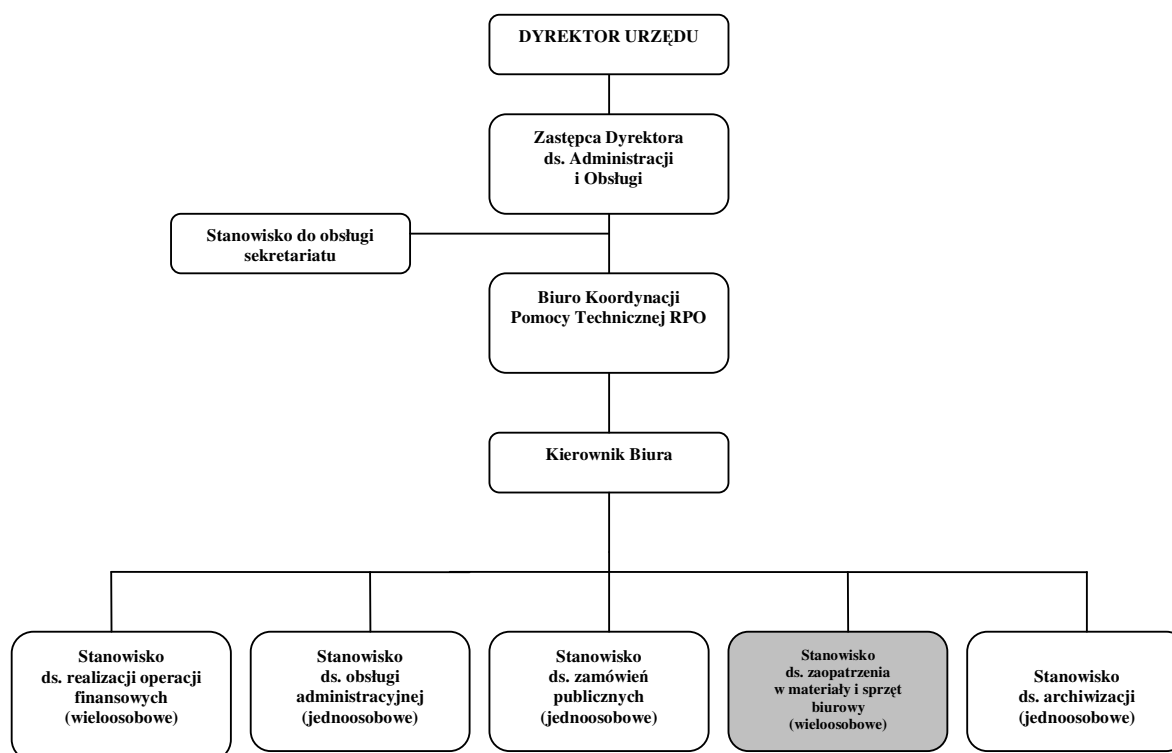 DYREKTOR URZĘDU
Zastępca Dyrektora
ds. Administracji
i Obsługi
Stanowisko do obsługi
sekretariatu
Biuro Koordynacji
Pomocy Technicznej RPO
Kierownik Biura
Stanowisko
ds. realizacji operacji
finansowych
(wieloosobowe)
Stanowisko
ds. obsługi
administracyjnej
(jednoosobowe)
Stanowisko
ds. zamówień
publicznych
(jednoosobowe)
Stanowisko
ds. zaopatrzenia
w materiały i sprzęt
biurowy
(wieloosobowe)
Stanowisko
ds. archiwizacji
(jednoosobowe)